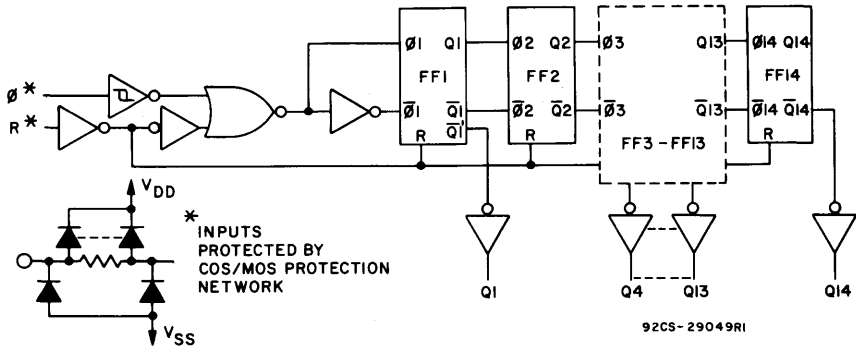 Ø1 Q1 Ø2 Q2 Ø3 Q13 Ø14 Q14
FF1 FF2 FF14
Ø*
R*
Ø̅1 Q̅1 Ø̅2 Q̅2 Ø̅3 Q̅13 Ø̅14 Q̅14
Q̅1'
R R R
FF3-FF13
VDD
* INPUTS
PROTECTED BY
COS/MOS PROTECTION
NETWORK
VSS
Q1 Q4 Q13 Q14
92CS-29049R1